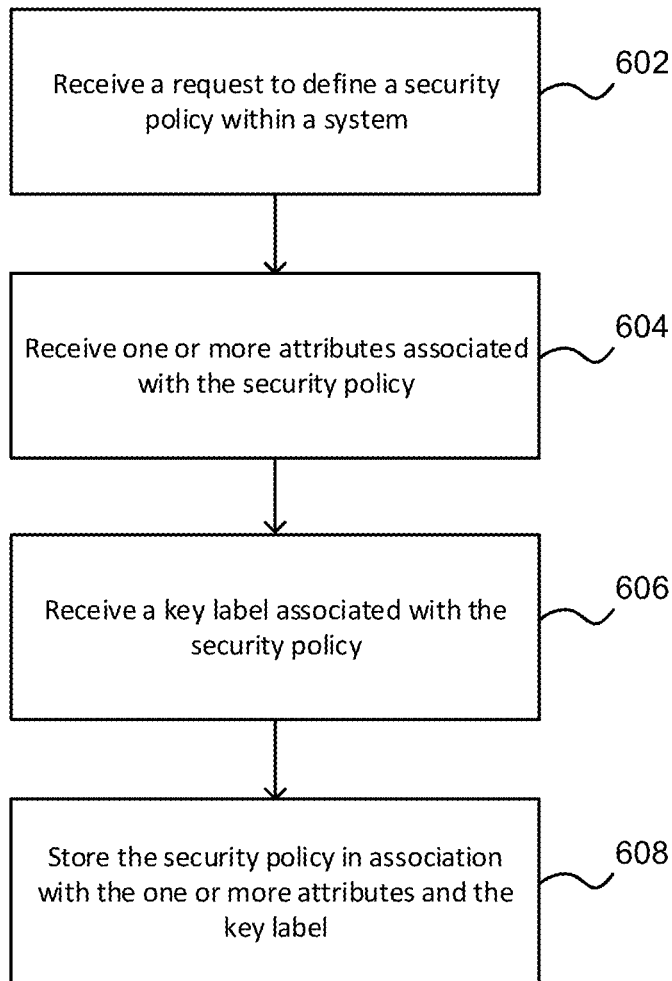 Receive a request to define a security
policy within a system
602
Receive one or more attributes associated
with the security policy
604
Receive a key label associated with the
security policy
606
Store the security policy in association
with the one or more attributes and the
key label
608